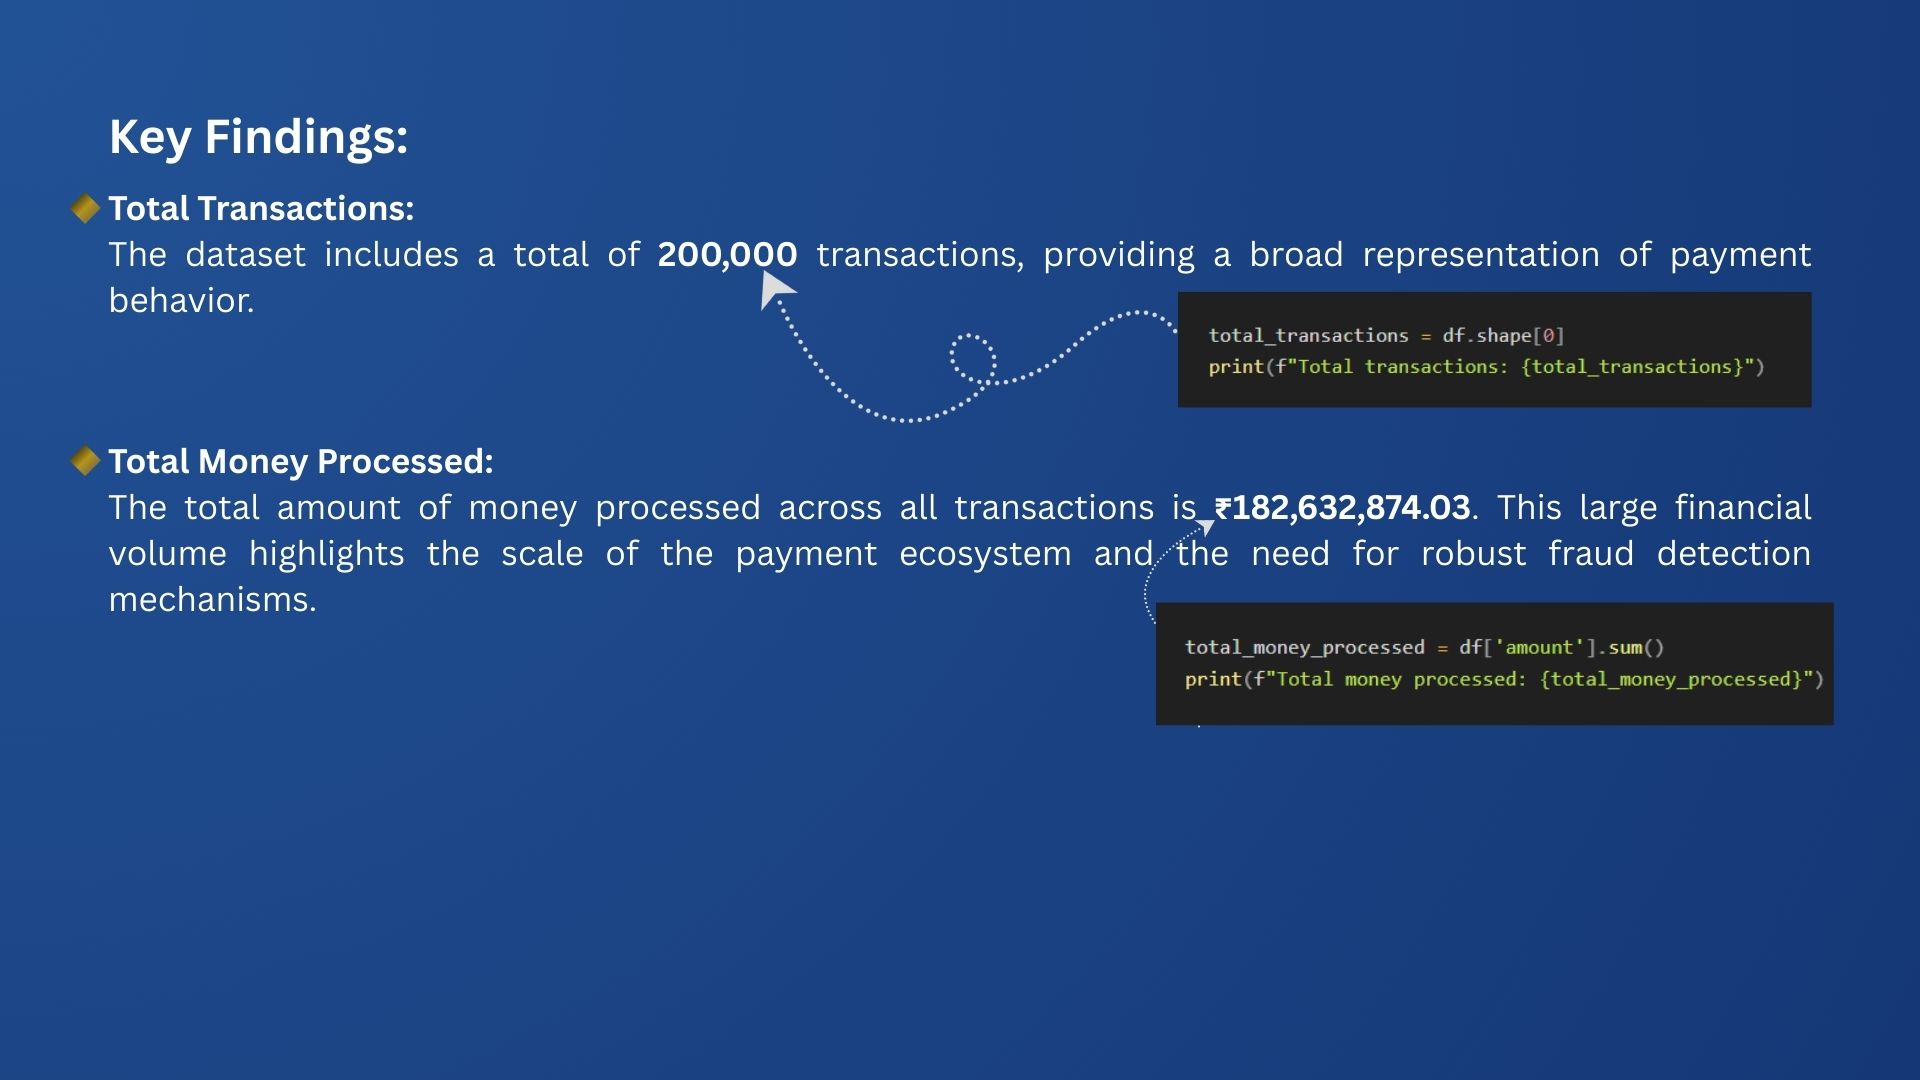 Key Findings:
Total Transactions:
The dataset includes a total of 200,000 transactions, providing a broad representation of payment
behavior.
total_transactions = df.shape[0]
print(f"Total transactions: {total_transactions}")
Total Money Processed:
The total amount of money processed across all transactions is ₹182,632,874.03. This large financial
volume highlights the scale of the payment ecosystem and the need for robust fraud detection
mechanisms.
total_money_processed = df['amount'].sum()
print(f"Total money processed: {total_money_processed}")